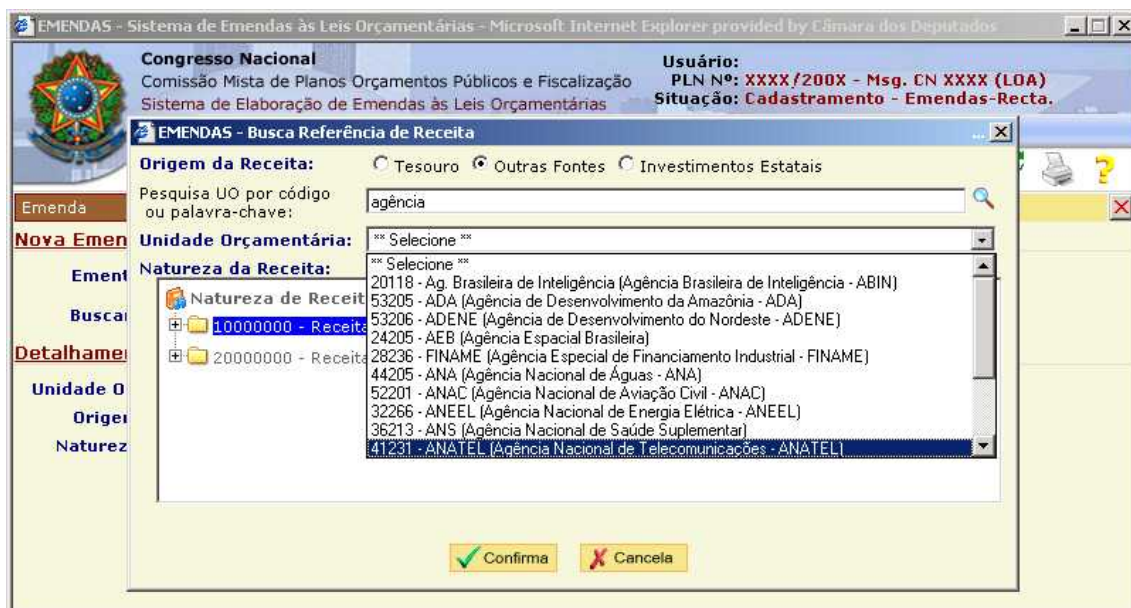 EMENDAS - Sistema de Emendas às Leis Orçamentárias - Microsoft Internet Explorer provided by Câmara dos Deputados
Congresso Nacional
Comissão Mista de Planos Orçamentos Públicos e Fiscalização
Sistema de Elaboração de Emendas às Leis Orçamentárias
Usuário:
PLN Nº: XXXX/200X - Msg. CN XXXX (LOA)
Situação: Cadastramento - Emendas-Recta.
EMENDAS - Busca Referência de Receita
...
Origem da Receita: Tesouro Outras Fontes Investimentos Estatais
Pesquisa UO por código
ou palavra-chave:
agência
Emenda
Nova Emen
Unidade Orçamentária: ** Selecione **
Ement
Natureza da Receita:
** Selecione **
20118 - Ag. Brasileira de Inteligência (Agência Brasileira de Inteligência - ABIN)
53205 - ADA (Agência de Desenvolvimento da Amazônia - ADA)
53206 - ADENE (Agência de Desenvolvimento do Nordeste - ADENE)
24205 - AEB (Agência Espacial Brasileira)
28236 - FINAME (Agência Especial de Financiamento Industrial - FINAME)
44205 - ANA (Agência Nacional de Águas - ANA)
52201 - ANAC (Agência Nacional de Aviação Civil - ANAC)
32266 - ANEEL (Agência Nacional de Energia Elétrica - ANEEL)
36213 - ANS (Agência Nacional de Saúde Suplementar)
41231 - ANATEL (Agência Nacional de Telecomunicações - ANATEL)
Natureza de Receit
10000000 - Receita
20000000 - Receita
Busca
Detalhame
Unidade O
Orige
Naturez
Confirma
Cancela